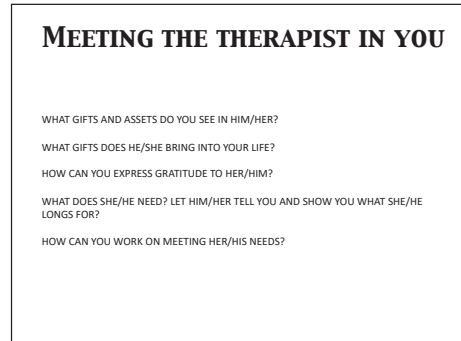 MEETING THE THERAPIST IN YOU
WHAT GIFTS AND ASSETS DO YOU SEE IN HIM/HER?
WHAT GIFTS DOES HE/SHE BRING INTO YOUR LIFE?
HOW CAN YOU EXPRESS GRATITUDE TO HER/HIM?
WHAT DOES SHE/HE NEED? LET HIM/HER TELL YOU AND SHOW YOU WHAT SHE/HE
LONGS FOR?
HOW CAN YOU WORK ON MEETING HER/HIS NEEDS?